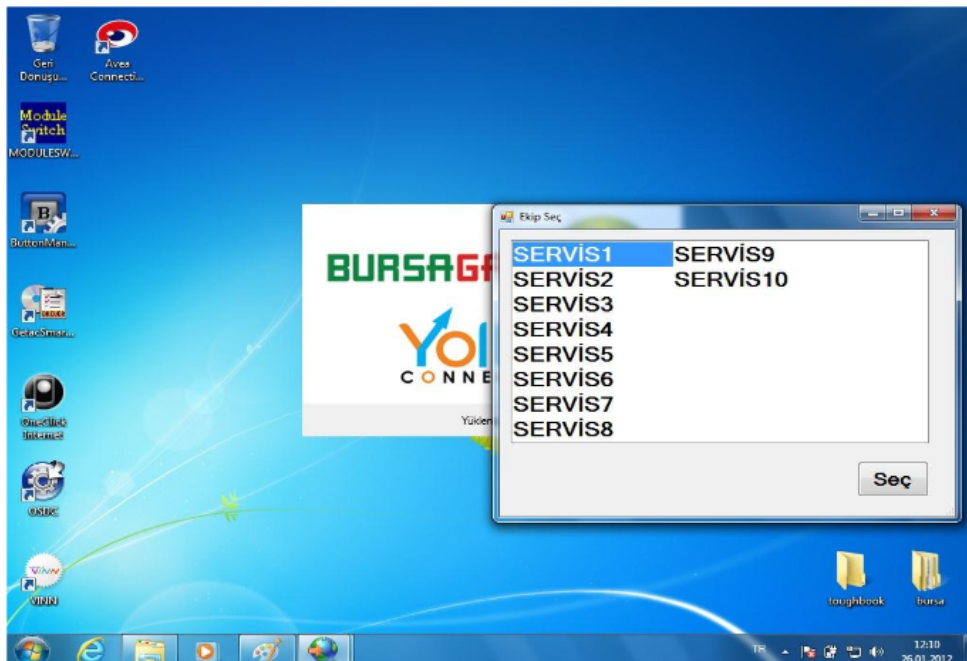 Geri
Dönüşü...
Avea
Connecti...
Module
Switch
MODULESW...
B
ButtonMan...
GetacSmar...
OneClick
Internet
OSDC
VINN
VINN
BURSAGA
Yol
CONNE
Yüklen
Ekip Seç
SERVİS1
SERVİS2
SERVİS3
SERVİS4
SERVİS5
SERVİS6
SERVİS7
SERVİS8
SERVİS9
SERVİS10
Seç
toughbook
bursa
TR
12:10
26.01.2012